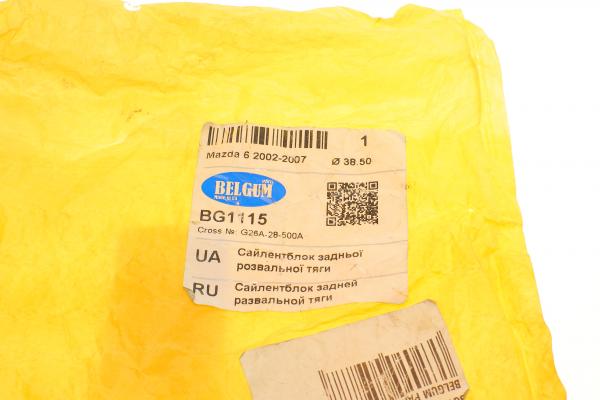 1
Mazda 6 2002-2007 Ø 38.50
BELGUM
BG1115
Cross №: G26A-28-500A
UA Сайлентблок задньої
розвальної тяги
RU Сайлентблок задней
развальной тяги
BELGUM